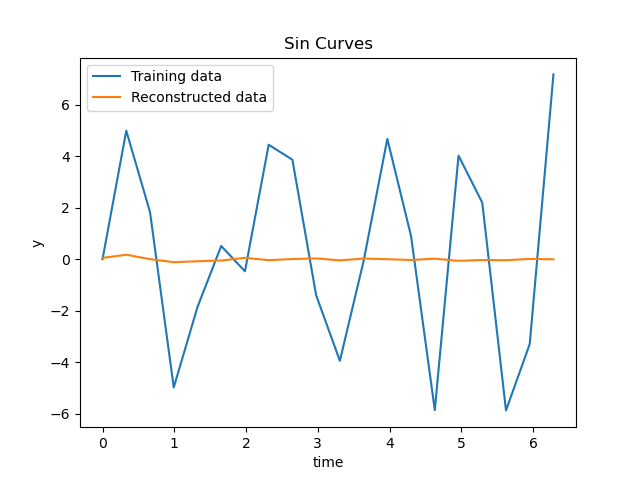 Sin Curves
Training data
Reconstructed data
6
4
2
0
−2
−4
−6
y
0 1 2 3 4 5 6
time